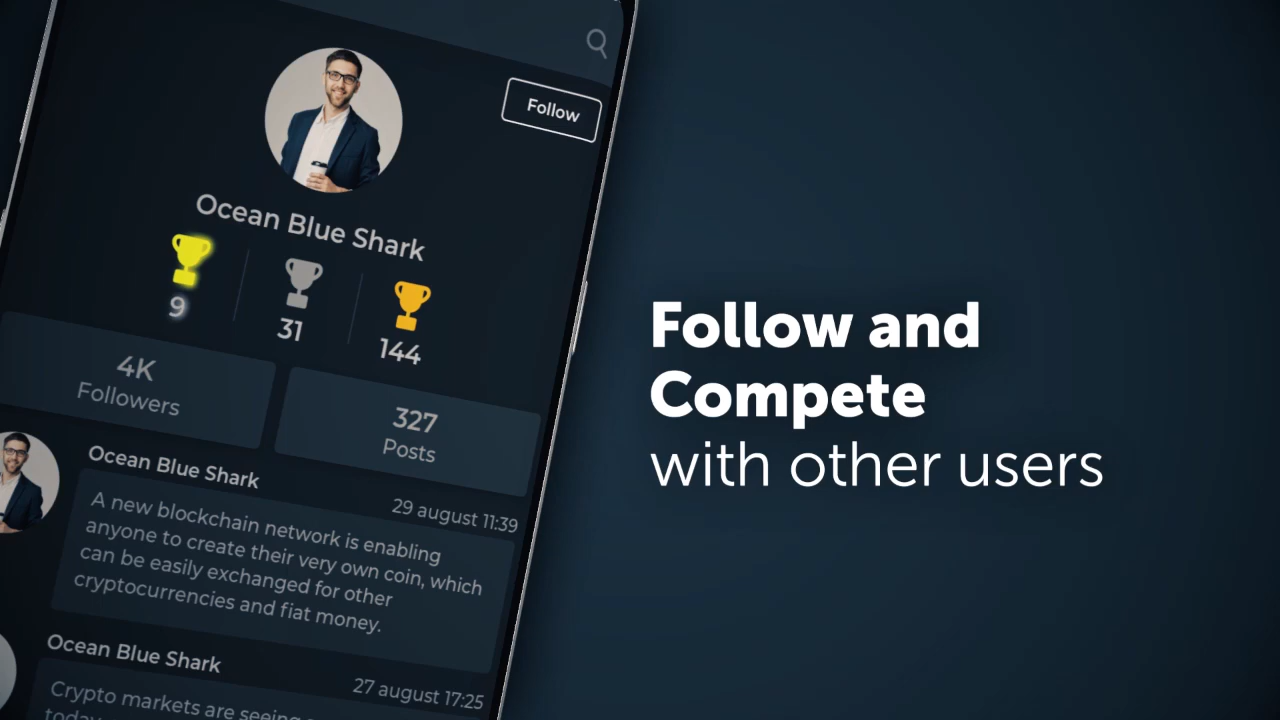 Follow
Ocean Blue Shark
9
31
144
4K
Followers
327
Posts
Ocean Blue Shark
29 august 11:39
A new blockchain network is enabling
anyone to create their very own coin, which
can be easily exchanged for other
cryptocurrencies and fiat money.
Ocean Blue Shark
27 august 17:25
Crypto markets are seeing
today
Follow and
Compete
with other users